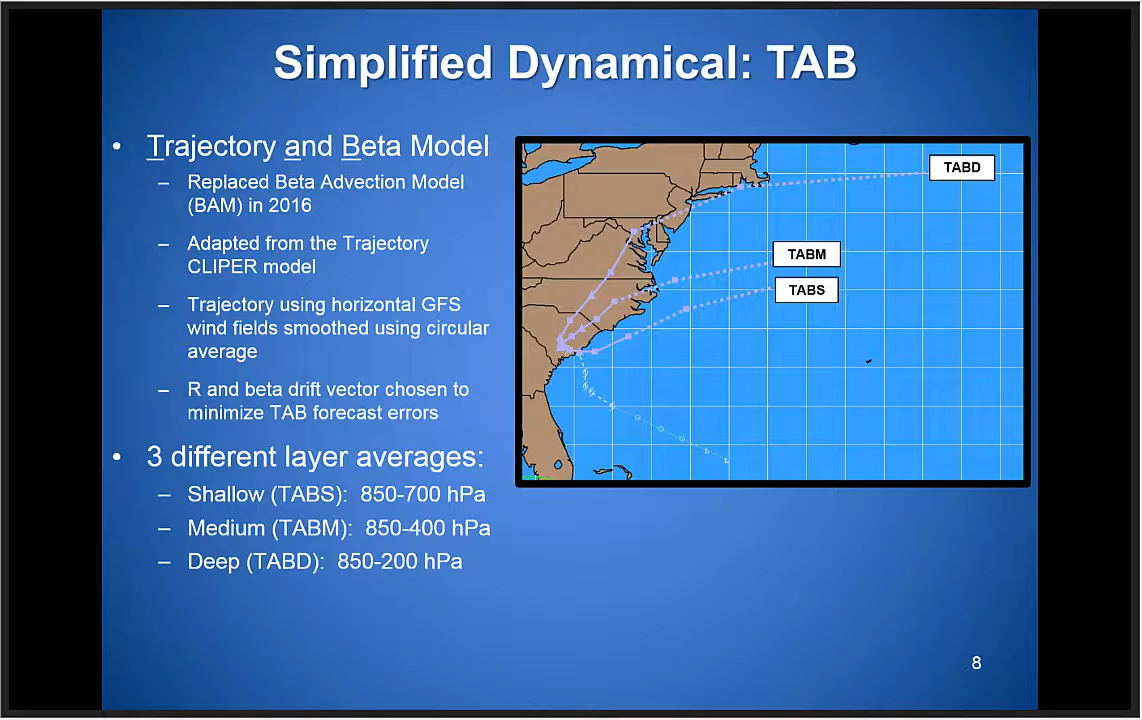 Simplified Dynamical: TAB
• Trajectory and Beta Model
– Replaced Beta Advection Model
(BAM) in 2016
– Adapted from the Trajectory
CLIPER model
– Trajectory using horizontal GFS
wind fields smoothed using circular
average
– R and beta drift vector chosen to
minimize TAB forecast errors
• 3 different layer averages:
– Shallow (TABS): 850-700 hPa
– Medium (TABM): 850-400 hPa
– Deep (TABD): 850-200 hPa
TABD
TABM
TABS
8